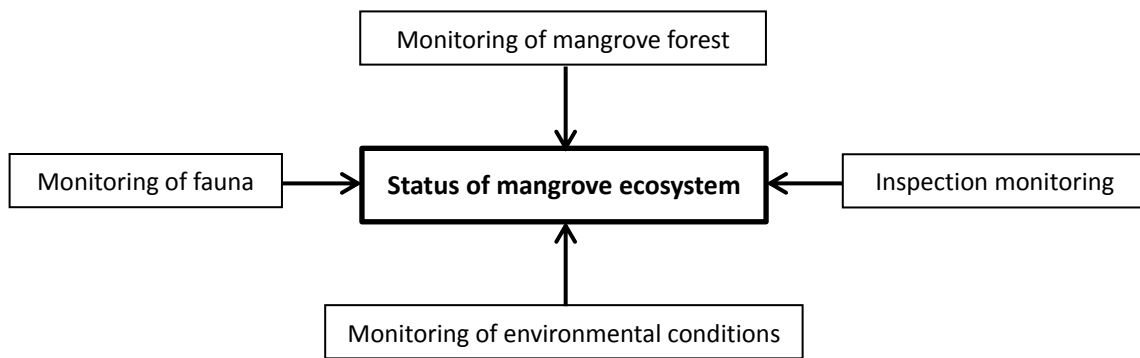 Monitoring of mangrove forest
Monitoring of fauna
Status of mangrove ecosystem
Inspection monitoring
Monitoring of environmental conditions